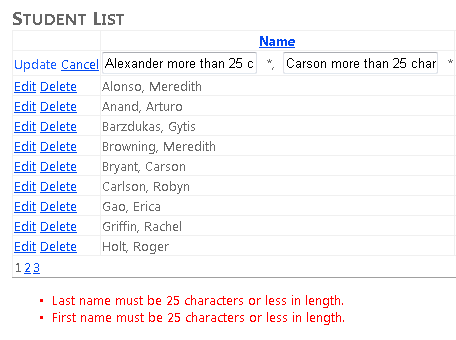 STUDENT LIST
Name
Update Cancel Alexander more than 25 c *, Carson more than 25 char *
Edit Delete Alonso, Meredith
Edit Delete Anand, Arturo
Edit Delete Barzdukas, Gytis
Edit Delete Browning, Meredith
Edit Delete Bryant, Carson
Edit Delete Carlson, Robyn
Edit Delete Gao, Erica
Edit Delete Griffin, Rachel
Edit Delete Holt, Roger
1 2 3
• Last name must be 25 characters or less in length.
• First name must be 25 characters or less in length.